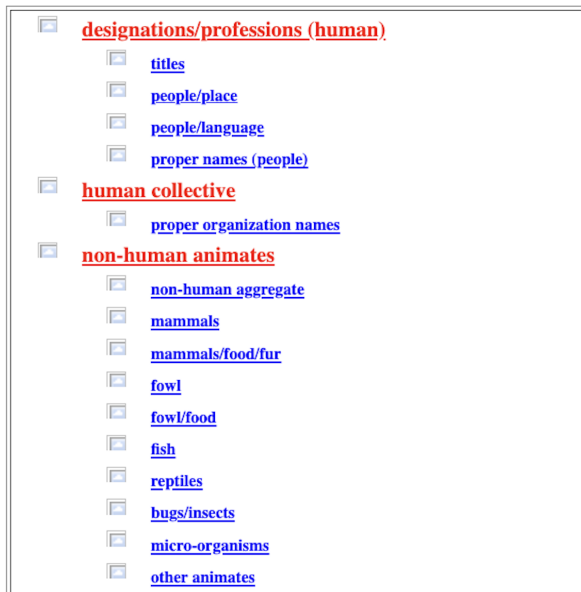 designations/professions (human)
titles
people/place
people/language
proper names (people)
human collective
proper organization names
non-human animates
non-human aggregate
mammals
mammals/food/fur
fowl
fowl/food
fish
reptiles
bugs/insects
micro-organisms
other animates